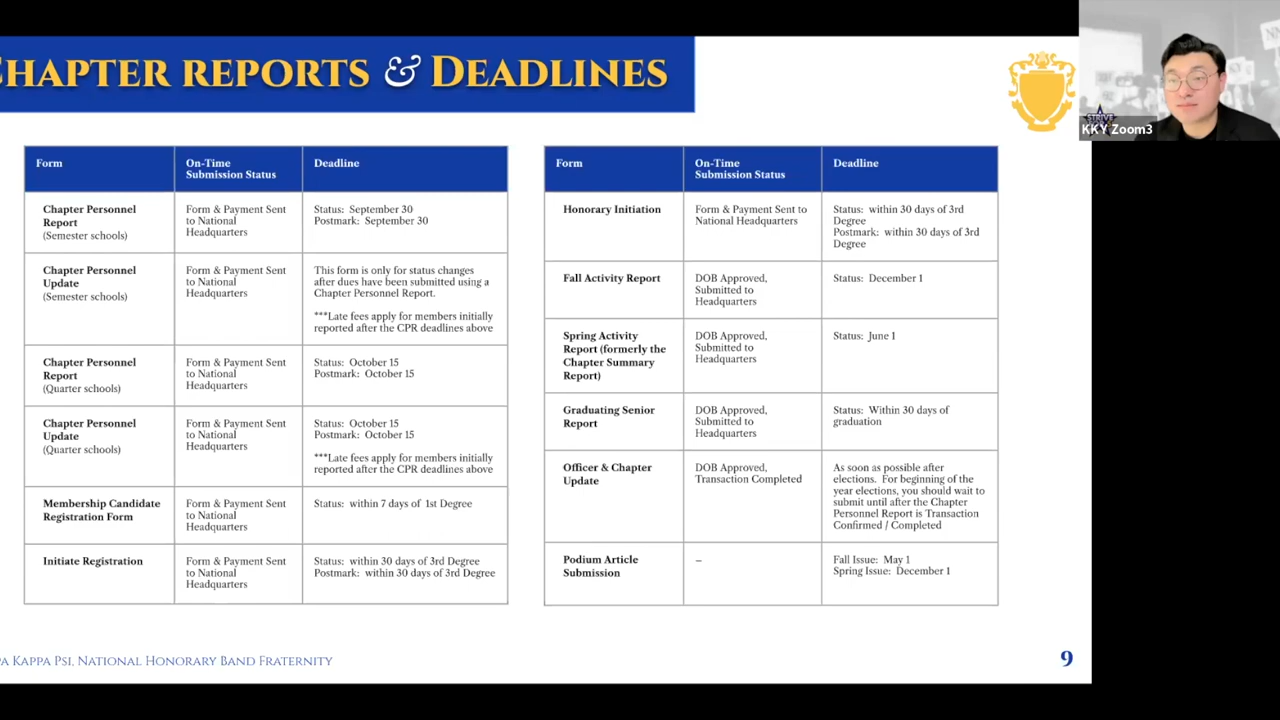 CHAPTER REPORTS & DEADLINES
KKY Zoom3
STRIVE
Form
On-Time
Submission Status
Deadline
Chapter Personnel
Report
(Semester schools)
Form & Payment Sent
to National
Headquarters
Status: September 30
Postmark: September 30
Chapter Personnel
Update
(Semester schools)
Form & Payment Sent
to National
Headquarters
This form is only for status changes
after dues have been submitted using a
Chapter Personnel Report.
***Late fees apply for members initially
reported after the CPR deadlines above
Chapter Personnel
Report
(Quarter schools)
Form & Payment Sent
to National
Headquarters
Status: October 15
Postmark: October 15
Chapter Personnel
Update
(Quarter schools)
Form & Payment Sent
to National
Headquarters
Status: October 15
Postmark: October 15
***Late fees apply for members initially
reported after the CPR deadlines above
Membership Candidate
Registration Form
Form & Payment Sent
to National
Headquarters
Status: within 7 days of 1st Degree
Initiate Registration
Form & Payment Sent
to National
Headquarters
Status: within 30 days of 3rd Degree
Postmark: within 30 days of 3rd Degree
Form
On-Time
Submission Status
Deadline
Honorary Initiation
Form & Payment Sent to
National Headquarters
Status: within 30 days of 3rd
Degree
Postmark: within 30 days of 3rd
Degree
Fall Activity Report
DOB Approved,
Submitted to
Headquarters
Status: December 1
Spring Activity
Report (formerly the
Chapter Summary
Report)
DOB Approved,
Submitted to
Headquarters
Status: June 1
Graduating Senior
Report
DOB Approved,
Submitted to
Headquarters
Status: Within 30 days of
graduation
Officer & Chapter
Update
DOB Approved,
Transaction Completed
As soon as possible after
elections. For beginning of the
year elections, you should wait to
submit until after the Chapter
Personnel Report is Transaction
Confirmed / Completed
Podium Article
Submission
–
Fall Issue: May 1
Spring Issue: December 1
PA KAPPA PSI, NATIONAL HONORARY BAND FRATERNITY
9